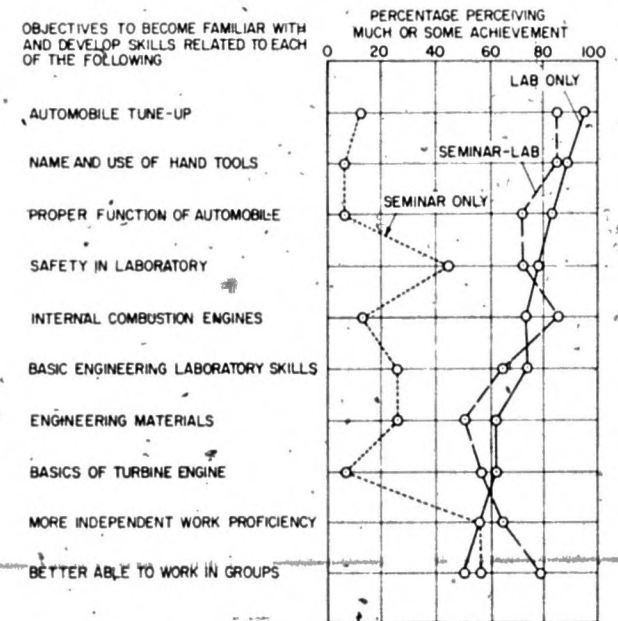 OBJECTIVES TO BECOME FAMILIAR WITH
AND DEVELOP SKILLS RELATED TO EACH
OF THE FOLLOWING
PERCENTAGE PERCEIVING
MUCH OR SOME ACHIEVEMENT
0 20 40 60 80 100
LAB ONLY
AUTOMOBILE TUNE-UP
SEMINAR-LAB
NAME AND USE OF HAND TOOLS
SEMINAR ONLY
PROPER FUNCTION OF AUTOMOBILE
SAFETY IN LABORATORY
INTERNAL COMBUSTION ENGINES
BASIC ENGINEERING LABORATORY SKILLS
ENGINEERING MATERIALS
BASICS OF TURBINE ENGINE
MORE INDEPENDENT WORK PROFICIENCY
BETTER ABLE TO WORK IN GROUPS